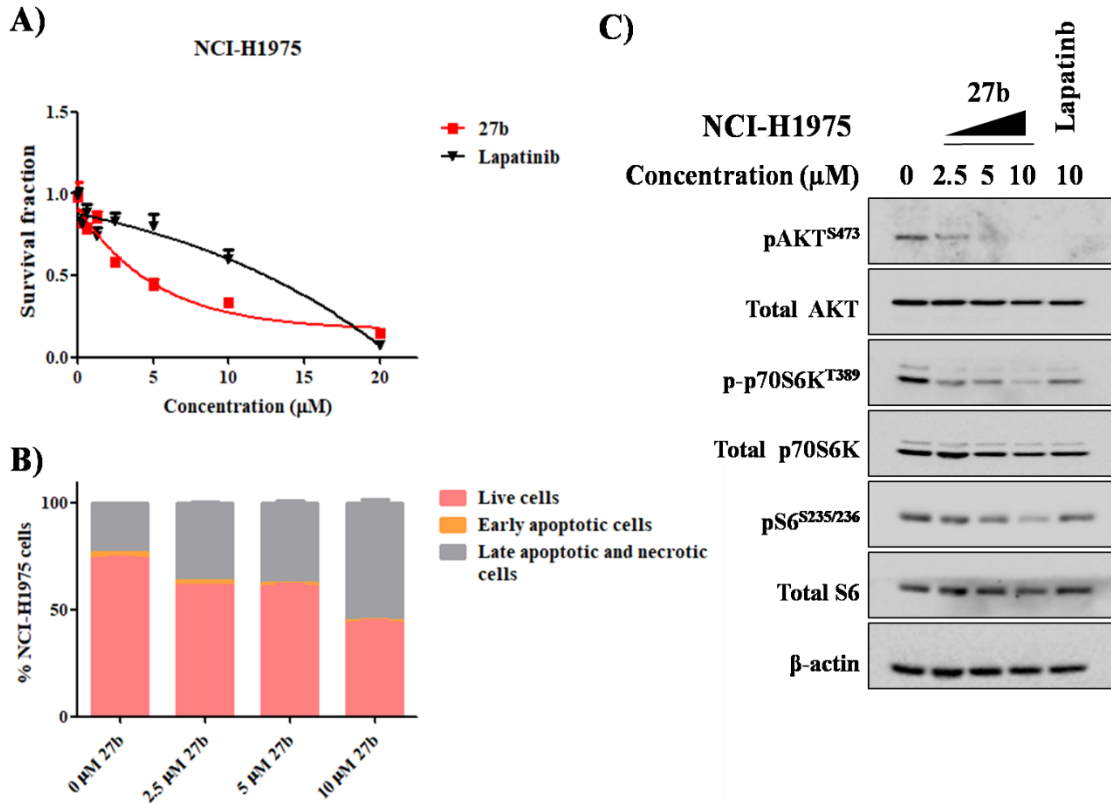 A)
NCI-H1975
1.5
1.0
0.5
0.0
0
5
10
15
20
Survival fraction
Concentration (µM)
27b
Lapatinib
B)
100
50
0
% NCI-H1975 cells
0 µM 27b
2.5 µM 27b
5 µM 27b
10 µM 27b
Live cells
Early apoptotic cells
Late apoptotic and necrotic
cells
C)
27b
Lapatinb
NCI-H1975
Concentration (µM) 0 2.5 5 10 10
pAKT^S473
Total AKT
p-p70S6K^T389
Total p70S6K
pS6^S235/236
Total S6
β-actin